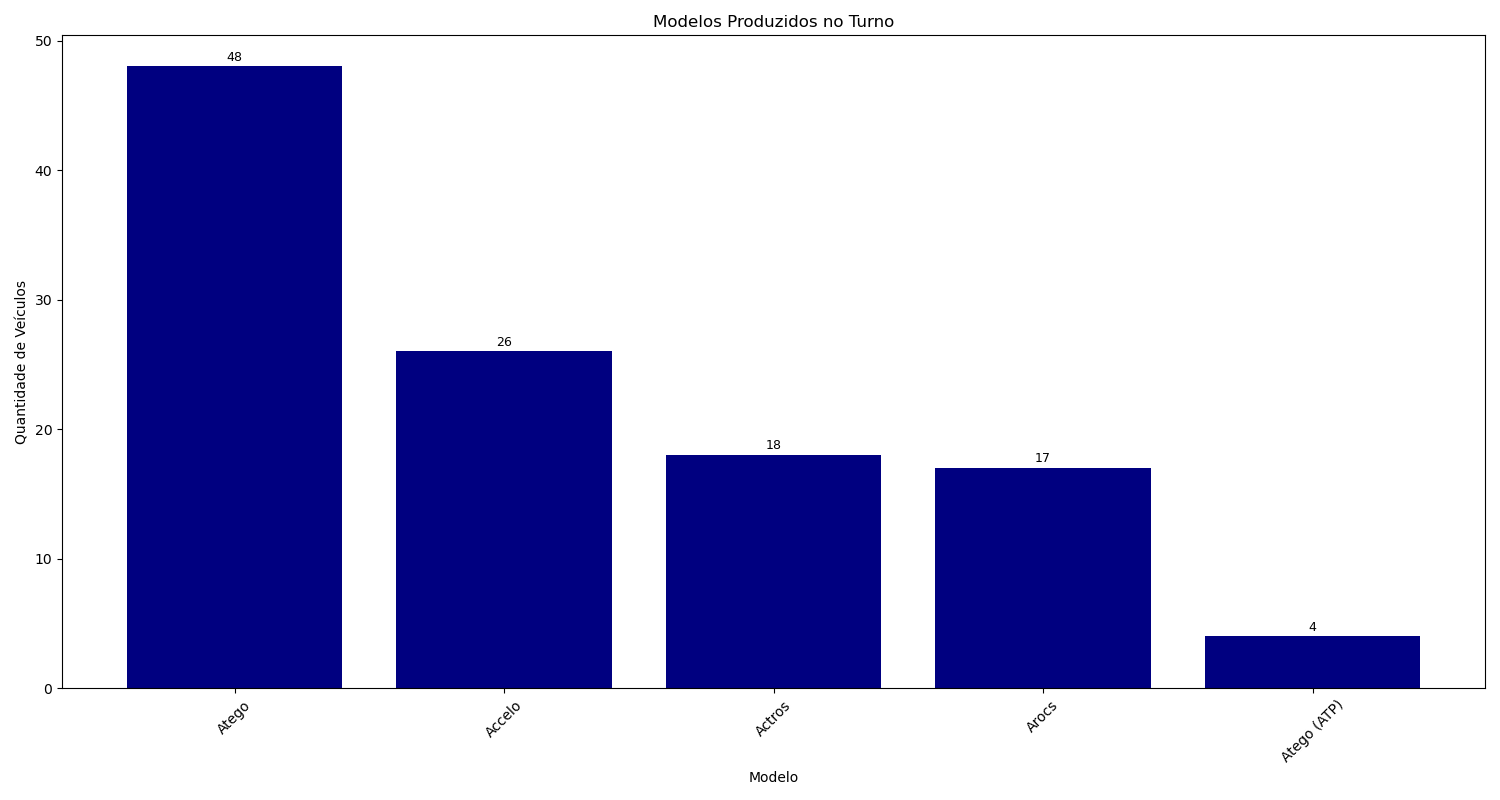 Modelos Produzidos no Turno
50
40
30
20
10
0
Quantidade de Veículos
48
26
18
17
4
Atego
Accelo
Actros
Arocs
Atego (ATP)
Modelo